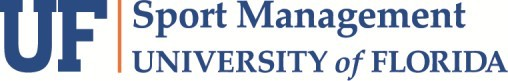 UF
Sport Management
UNIVERSITY of FLORIDA